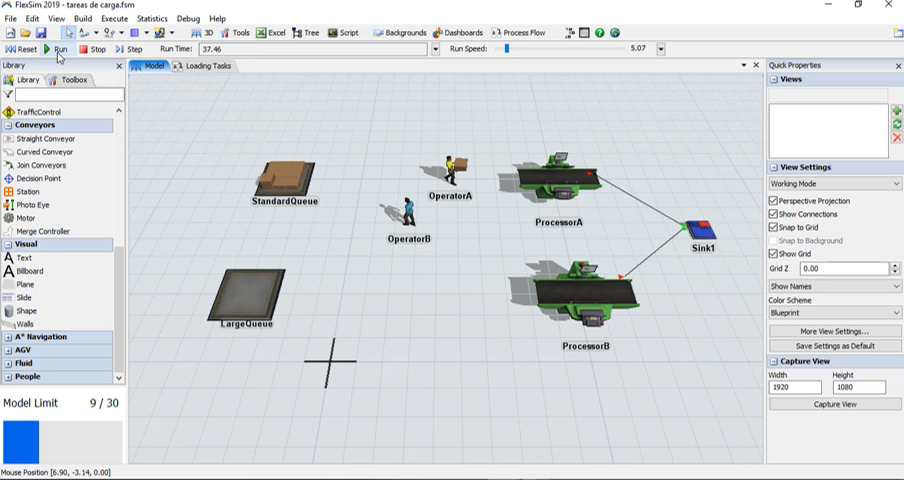 FlexSim 2019 - tareas de carga.fsm
File Edit View Build Execute Statistics Debug Help
3D Tools Excel Tree Script Backgrounds Dashboards Process Flow
Reset Run Stop Step Run Time: 37.46 Run Speed: 5.07
Library
Library Toolbox
TrafficControl
Conveyors
Straight Conveyor
Curved Conveyor
Join Conveyors
Decision Point
Station
Photo Eye
Motor
Merge Controller
Visual
Text
Billboard
Plane
Slide
Shape
Walls
A* Navigation
AGV
Fluid
People
Model Limit 9 / 30
Model Loading Tasks
StandardQueue
OperatorA
OperatorB
ProcessorA
Sink1
LargeQueue
ProcessorB
Quick Properties
Views
View Settings
Working Mode
Perspective Projection
Show Connections
Snap to Grid
Snap to Background
Show Grid
Grid Z 0.00
Show Names
Color Scheme
Blueprint
More View Settings...
Save Settings as Default
Capture View
Width Height
1920 1080
Capture View
Mouse Position [6.90, -3.14, 0.00]